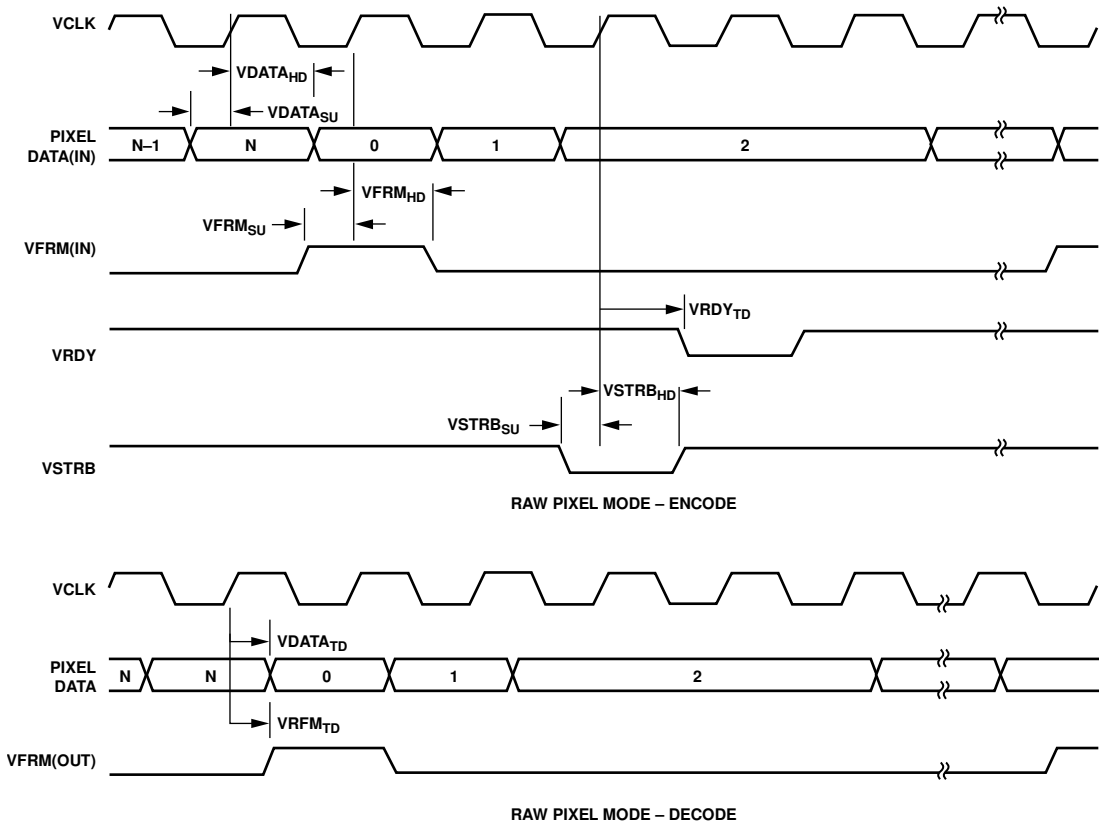 VCLK
VDATAHD
VDATASU
PIXEL
DATA(IN)
N–1 N 0 1 2
VFRMHD
VFRMSU
VFRM(IN)
VRDYTD
VRDY
VSTRBHD
VSTRBSU
VSTRB
RAW PIXEL MODE – ENCODE
VCLK
VDATATD
PIXEL
DATA
N N 0 1 2
VRFMTD
VFRM(OUT)
RAW PIXEL MODE – DECODE